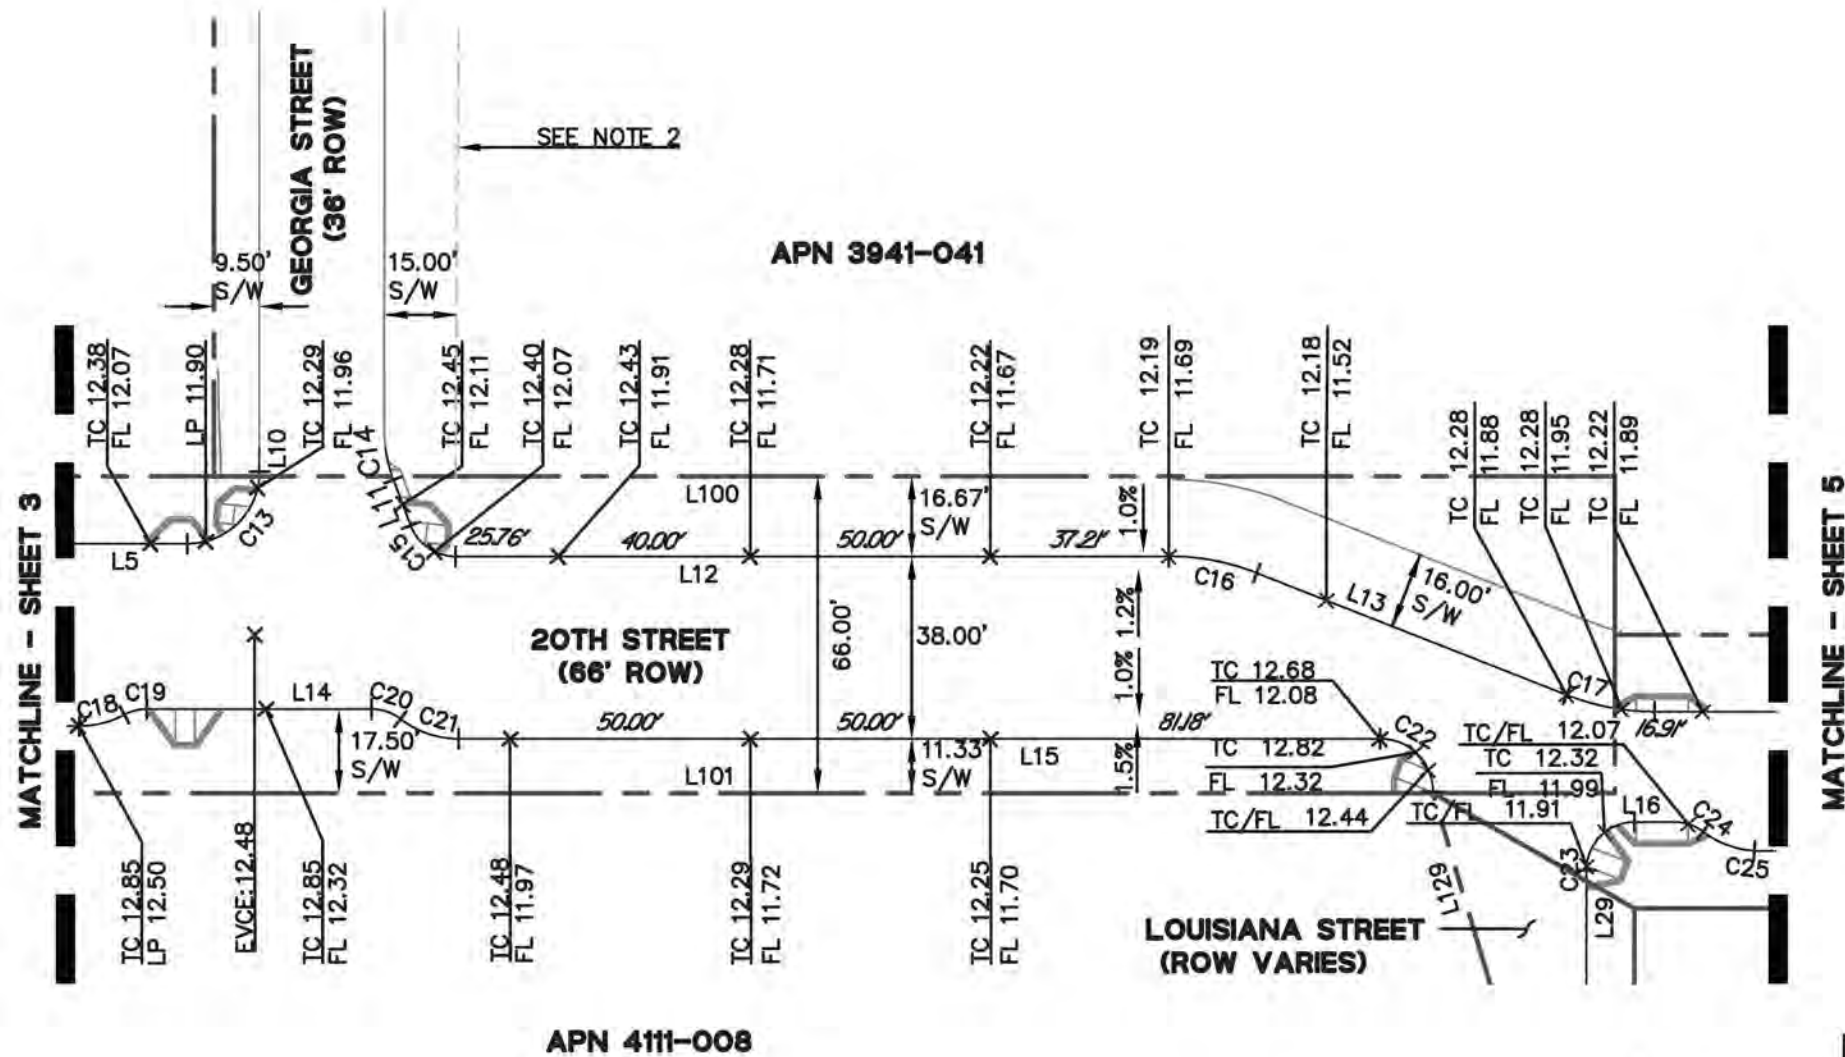 GEORGIA STREET
(36' ROW)
SEE NOTE 2
APN 3941-041
9.50'
S/W
15.00'
S/W
MATCHLINE - SHEET 3
MATCHLINE - SHEET 5
TC 12.38
FL 12.07
LP 11.90
L10
TC 12.29
FL 11.96
C14
TC 12.45
FL 12.11
TC 12.40
FL 12.07
TC 12.43
FL 11.91
TC 12.28
FL 11.71
TC 12.22
FL 11.67
TC 12.19
FL 11.69
TC 12.18
FL 11.52
TC 12.28
FL 11.88
TC 12.28
FL 11.95
TC 12.22
FL 11.89
L5
C13
L11
C15
25.76'
40.00'
L100
L12
50.00'
16.67'
S/W
37.21'
1.0%
C16
L13
16.00'
S/W
C17
16.91'
20TH STREET
(66' ROW)
66.00'
38.00'
1.2%
1.0%
1.5%
C18
C19
L14
C20
C21
17.50'
S/W
50.00'
50.00'
L101
11.33'
S/W
L15
81.18'
TC 12.68
FL 12.08
C22
TC 12.82
FL 12.32
TC/FL 12.44
TC/FL 12.07
TC 12.32
FL 11.99
TC/FL 11.91
L16
C24
C25
C23
L29
L129
TC 12.85
LP 12.50
EVCE:12.48
TC 12.85
FL 12.32
TC 12.48
FL 11.97
TC 12.29
FL 11.72
TC 12.25
FL 11.70
LOUISIANA STREET
(ROW VARIES)
APN 4111-008